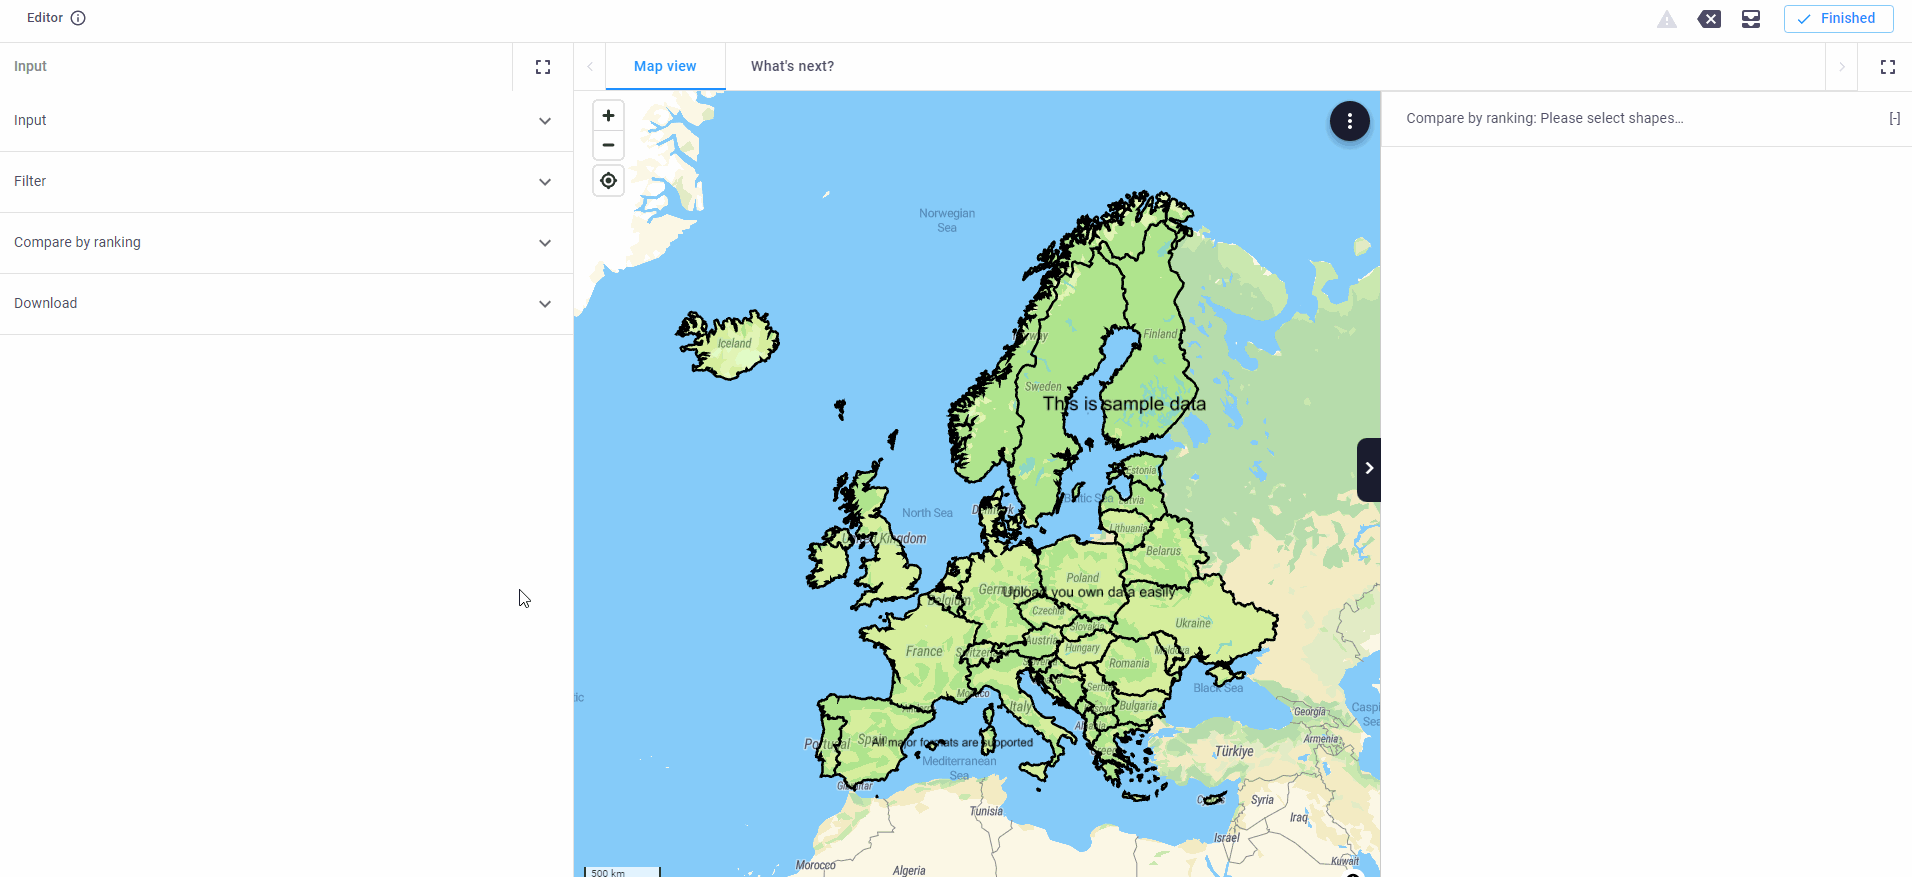 Editor
Finished
Input
Map view
What's next?
Input
Filter
Compare by ranking
Download
Compare by ranking: Please select shapes...
[-]
Norwegian
Sea
Iceland
Finland
Sweden
This is sample data
Estonia
Baltic Sea
Latvia
North Sea
Lithuania
United Kingdom
Belarus
Poland
Germany
Upload you own data easily
Belgium
Czechia
Ukraine
Slovakia
Austria
Hungary
France
Romania
Moldova
Serbia
Black Sea
Monaco
Italy
Bulgaria
Georgia
Caspi
Sea
Armenia
Portugal
Spain
All major formats are supported
Greece
Türkiye
Mediterranean
Sea
Gibraltar
Cyprus
Syria
Tunisia
Iraq
Israel
Kuwait
Morocco
Algeria
500 km